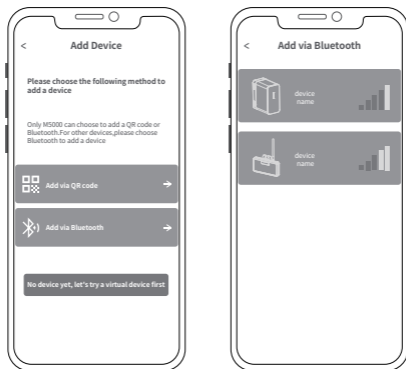 <
Add Device
Please choose the following method to
add a device
Only M5000 can choose to add a QR code or
Bluetooth.For other devices,please choose
Bluetooth to add a device
Add via QR code
Add via Bluetooth
No device yet, let's try a virtual device first
<
Add via Bluetooth
device
name
device
name